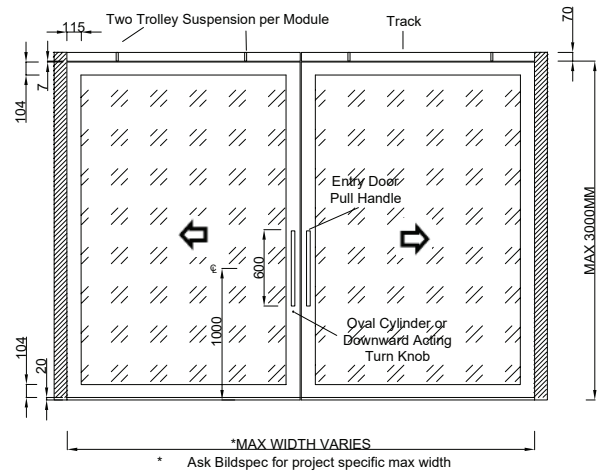 115
Two Trolley Suspension per Module
Track
70
7
104
Entry Door
Pull Handle
600
℄
1000
MAX 3000MM
Oval Cylinder or
Downward Acting
Turn Knob
104
20
*MAX WIDTH VARIES
* Ask Bildspec for project specific max width